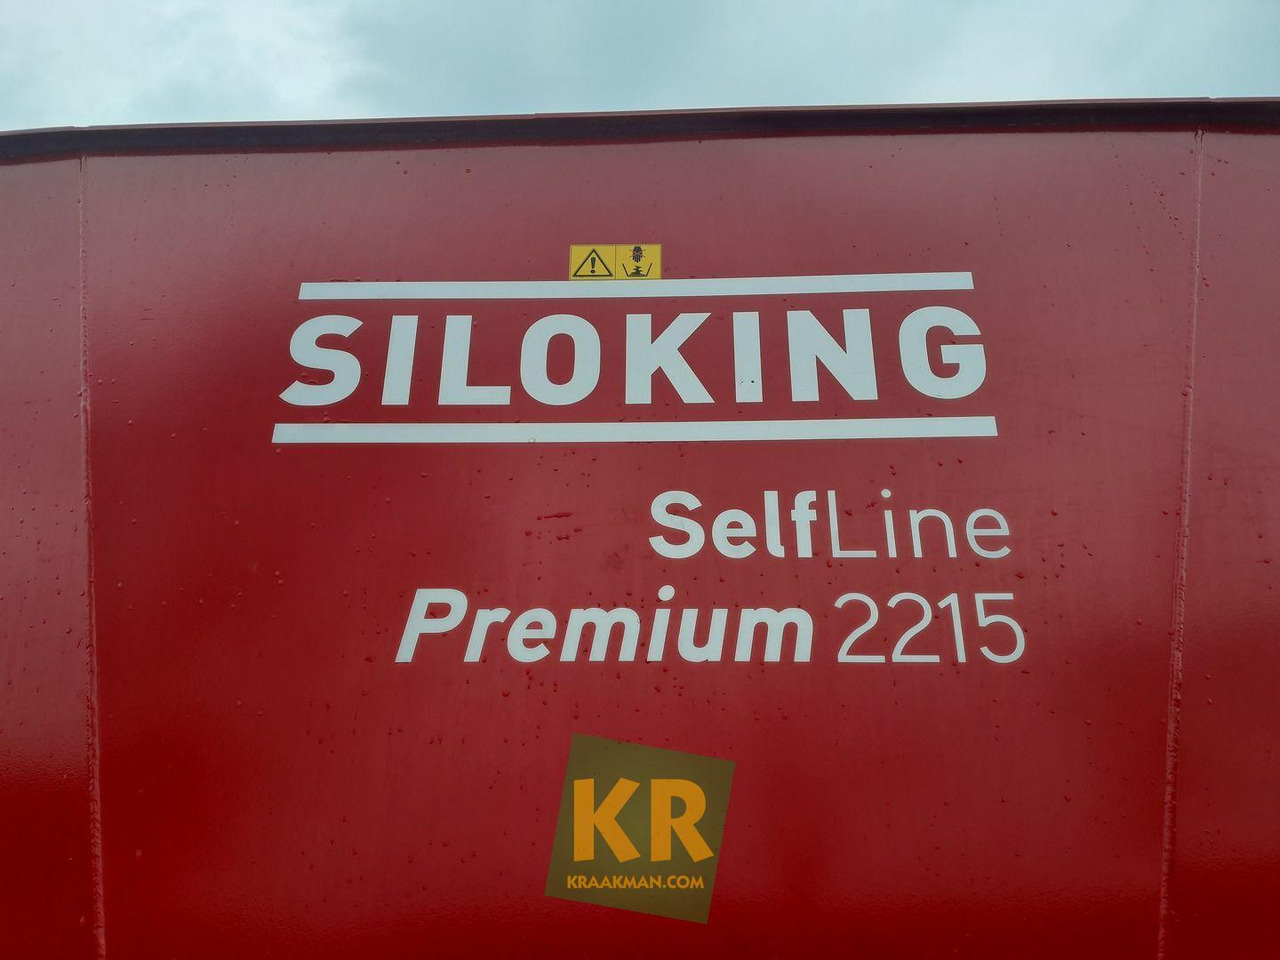 SILOKING
SelfLine
Premium 2215
KR
KRAAKMAN.COM